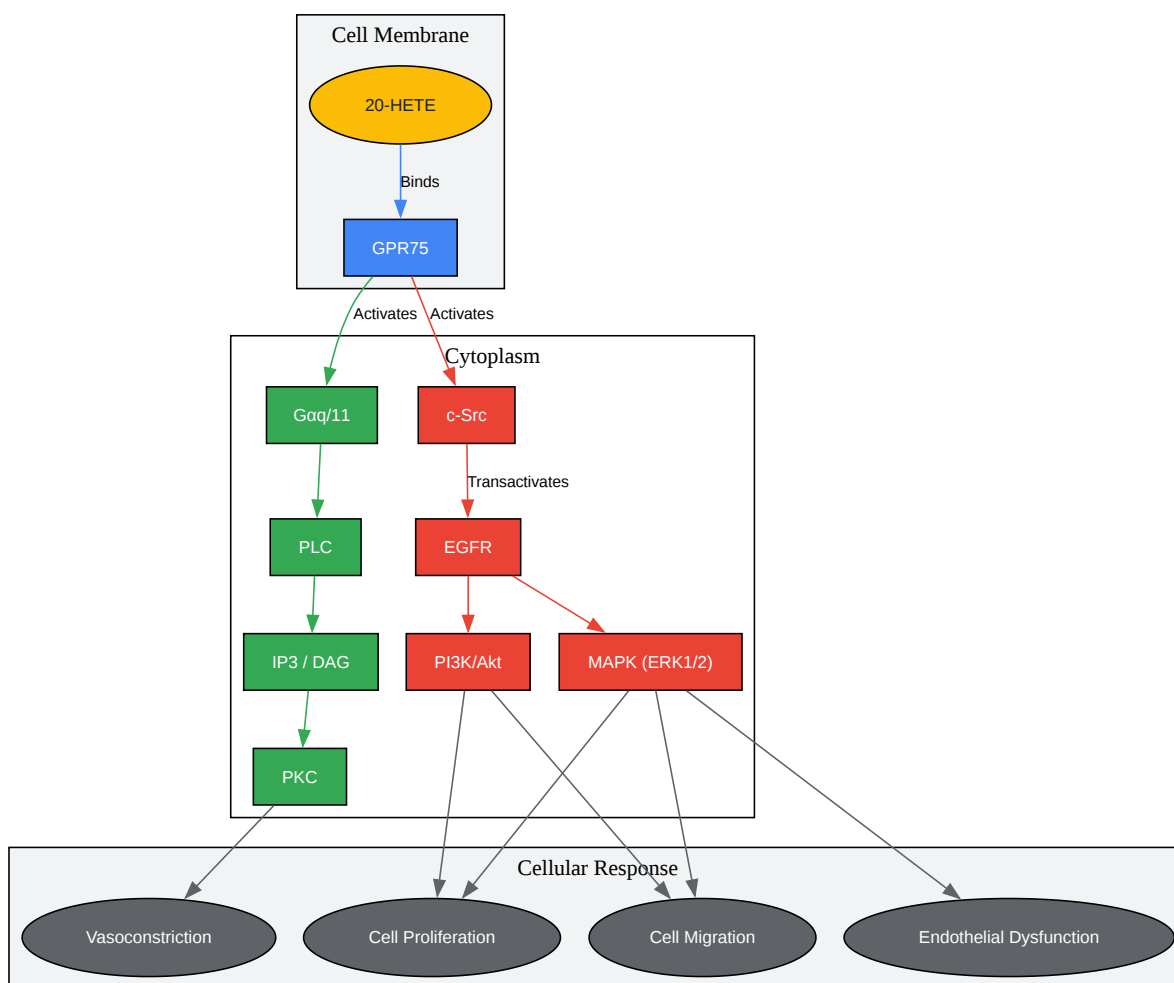 Cell Membrane
20-HETE
Binds
GPR75
Activates
Activates
Cytoplasm
Gαq/11
c-Src
Transactivates
PLC
EGFR
IP3 / DAG
PI3K/Akt
MAPK (ERK1/2)
PKC
Cellular Response
Vasoconstriction
Cell Proliferation
Cell Migration
Endothelial Dysfunction